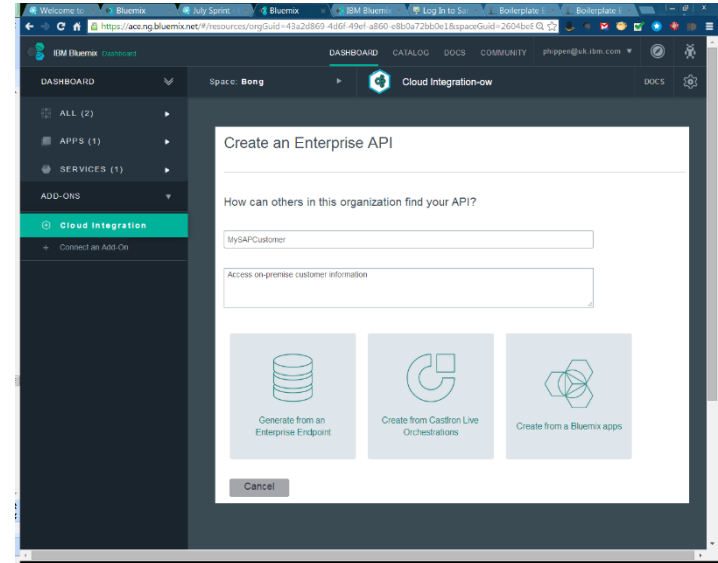 Welcome to
Bluemix
July Sprint
Bluemix
IBM Bluemix
Log In to Sa
Boilerplate
Boilerplate
https://ace.ng.bluemix.net/#/resources/orgGuid=43a2d869-4d6f-49ef-a860-e8b0a72bb0e1&spaceGuid=2604be8
IBM Bluemix Dashboard
DASHBOARD CATALOG DOCS COMMUNITY phippen@uk.ibm.com
DASHBOARD
Space: Bong
Cloud Integration-ow
DOCS
ALL (2)
APPS (1)
SERVICES (1)
ADD-ONS
Cloud Integration
+ Connect an Add-On
Create an Enterprise API
How can others in this organization find your API?
MySAPCustomer
Access on-premise customer information
Generate from an
Enterprise Endpoint
Create from CastIron Live
Orchestrations
Create from a Bluemix apps
Cancel